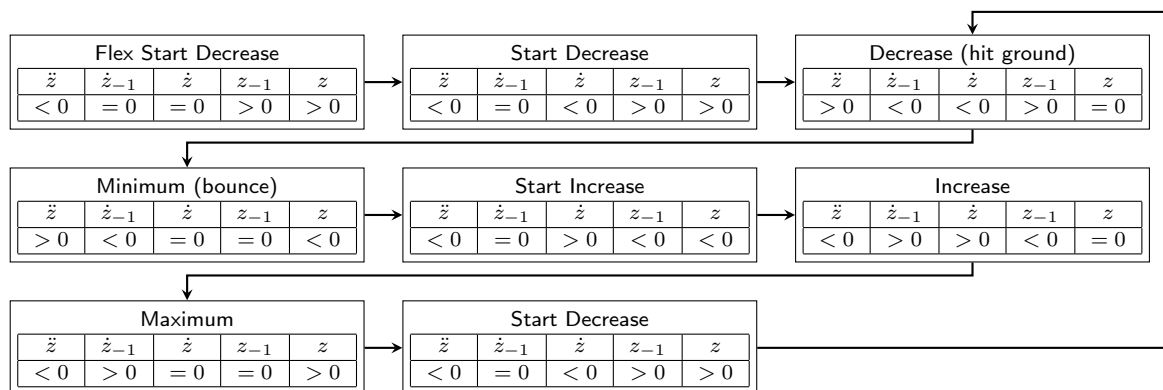 Flex Start Decrease
z̈ ż₋₁ ż z₋₁ z
< 0 = 0 = 0 > 0 > 0
Start Decrease
z̈ ż₋₁ ż z₋₁ z
< 0 = 0 < 0 > 0 > 0
Decrease (hit ground)
z̈ ż₋₁ ż z₋₁ z
> 0 < 0 < 0 > 0 = 0
Minimum (bounce)
z̈ ż₋₁ ż z₋₁ z
> 0 < 0 = 0 = 0 < 0
Start Increase
z̈ ż₋₁ ż z₋₁ z
< 0 = 0 > 0 < 0 < 0
Increase
z̈ ż₋₁ ż z₋₁ z
< 0 > 0 > 0 < 0 = 0
Maximum
z̈ ż₋₁ ż z₋₁ z
< 0 > 0 = 0 = 0 > 0
Start Decrease
z̈ ż₋₁ ż z₋₁ z
< 0 = 0 < 0 > 0 > 0